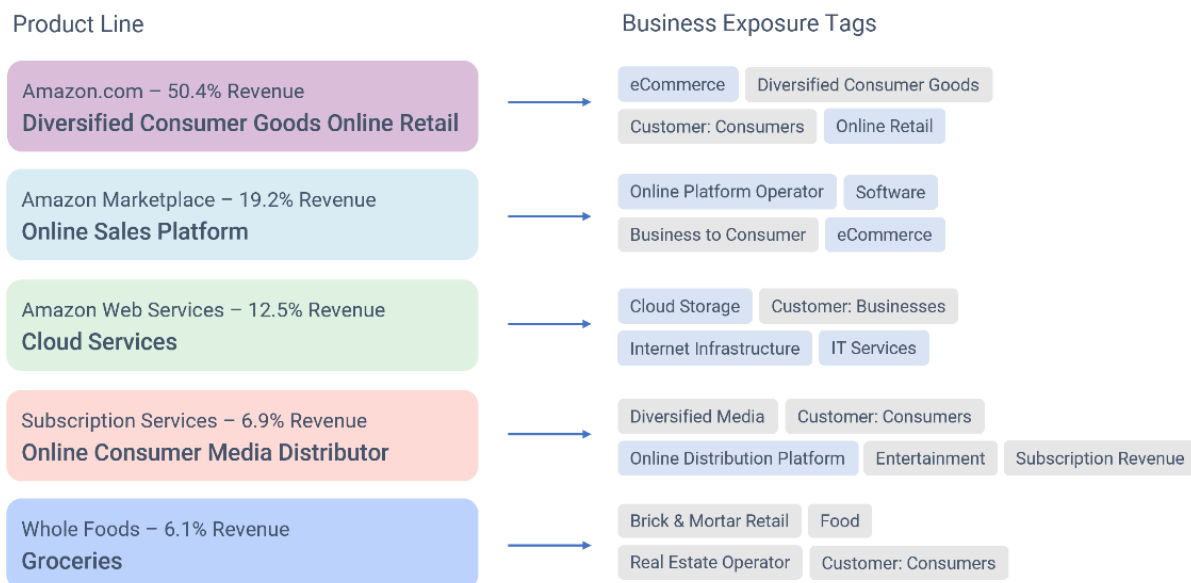 Product Line
Business Exposure Tags
Amazon.com – 50.4% Revenue
Diversified Consumer Goods Online Retail
eCommerce
Diversified Consumer Goods
Customer: Consumers
Online Retail
Amazon Marketplace – 19.2% Revenue
Online Sales Platform
Online Platform Operator
Software
Business to Consumer
eCommerce
Amazon Web Services – 12.5% Revenue
Cloud Services
Cloud Storage
Customer: Businesses
Internet Infrastructure
IT Services
Subscription Services – 6.9% Revenue
Online Consumer Media Distributor
Diversified Media
Customer: Consumers
Online Distribution Platform
Entertainment
Subscription Revenue
Whole Foods – 6.1% Revenue
Groceries
Brick & Mortar Retail
Food
Real Estate Operator
Customer: Consumers